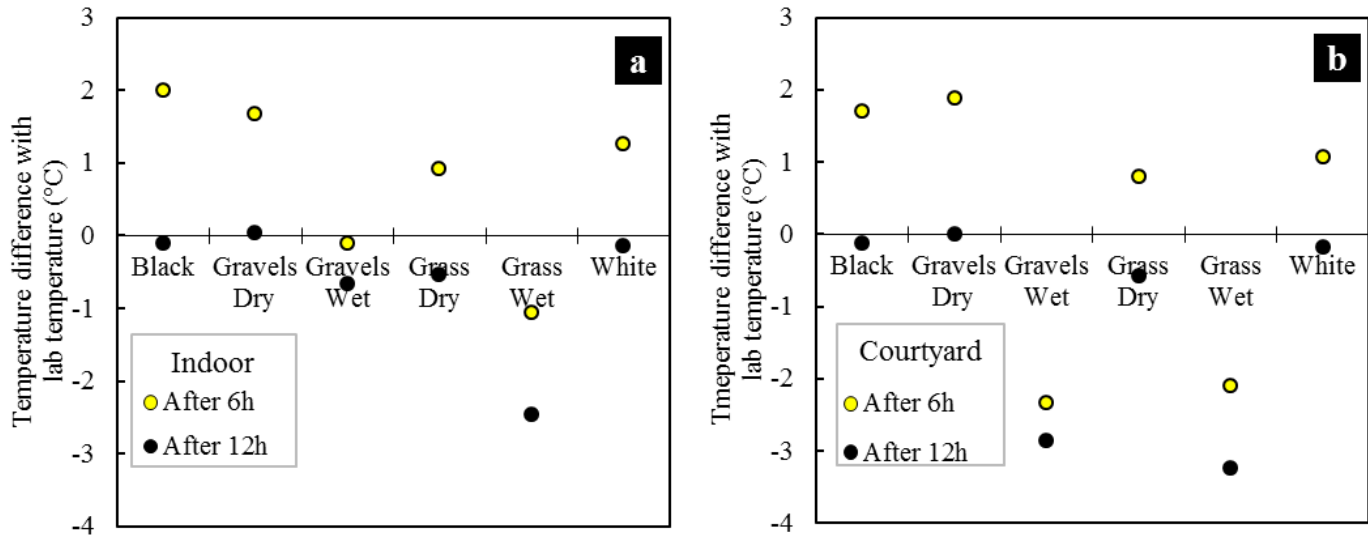 Temperature difference with
lab temperature (°C)
3
2
1
0
-1
-2
-3
-4
a
Black
Gravels
Dry
Gravels
Wet
Grass
Dry
Grass
Wet
White
Indoor
After 6h
After 12h
Tmeperature difference with
lab temperature (°C)
3
2
1
0
-1
-2
-3
-4
b
Black
Gravels
Dry
Gravels
Wet
Grass
Dry
Grass
Wet
White
Courtyard
After 6h
After 12h